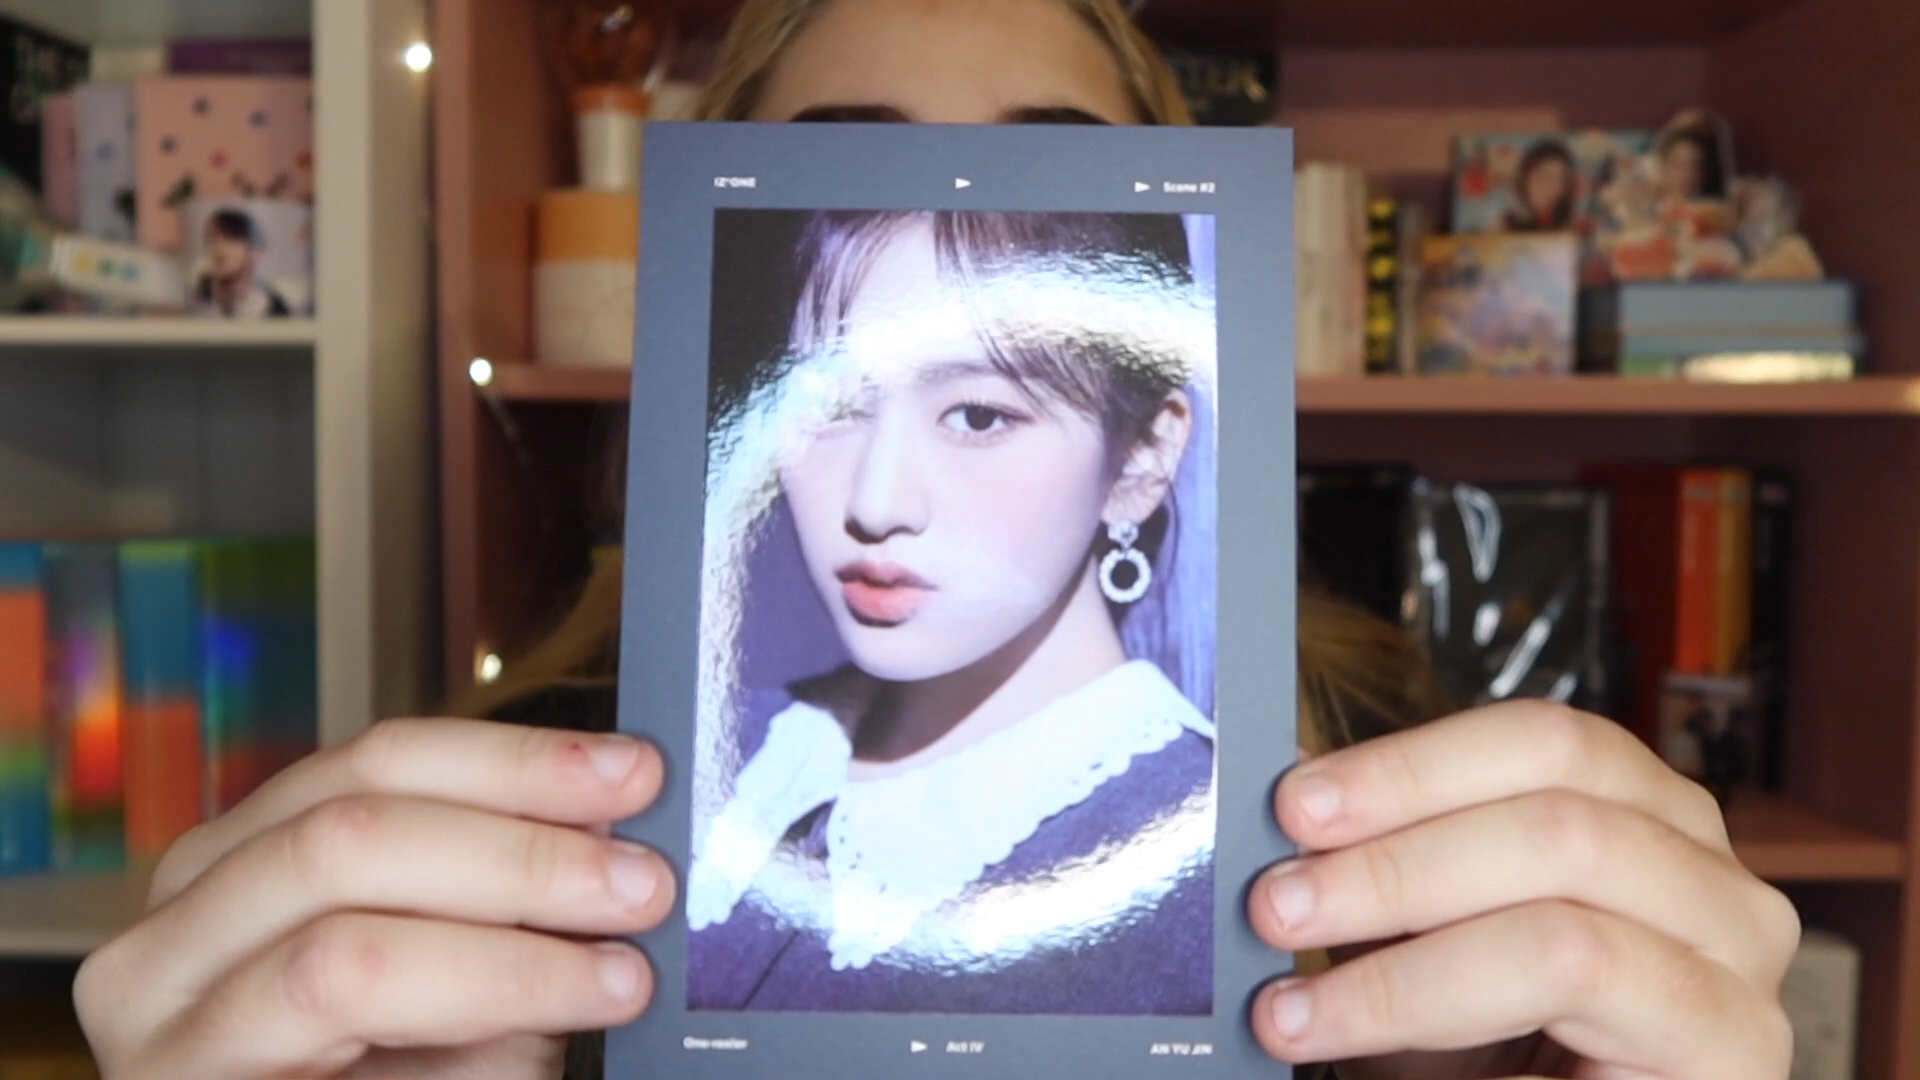 IZ*ONE
Scene #2
One-reeler
Act IV
AN YU JIN